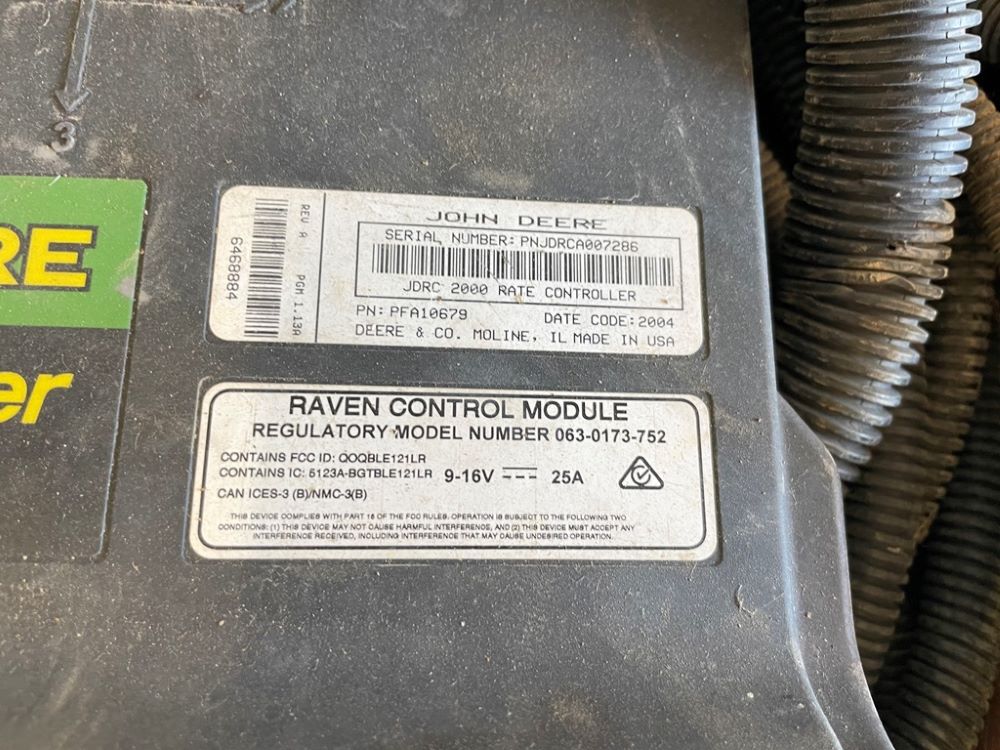 3
RE
er
JOHN DEERE
SERIAL NUMBER: PNJDRCA007286
JDRC 2000 RATE CONTROLLER
PN: PFA10679 DATE CODE: 2004
DEERE & CO. MOLINE, IL MADE IN USA
REV A PGM 1.13A
6468884
RAVEN CONTROL MODULE
REGULATORY MODEL NUMBER 063-0173-752
CONTAINS FCC ID: QOQBLE121LR
CONTAINS IC: 5123A-BGTBLE121LR 9-16V 25A
CAN ICES-3 (B)/NMC-3(B)
THIS DEVICE COMPLIES WITH PART 15 OF THE FCC RULES. OPERATION IS SUBJECT TO THE FOLLOWING TWO
CONDITIONS: (1) THIS DEVICE MAY NOT CAUSE HARMFUL INTERFERENCE, AND (2) THIS DEVICE MUST ACCEPT ANY
INTERFERENCE RECEIVED, INCLUDING INTERFERENCE THAT MAY CAUSE UNDESIRED OPERATION.